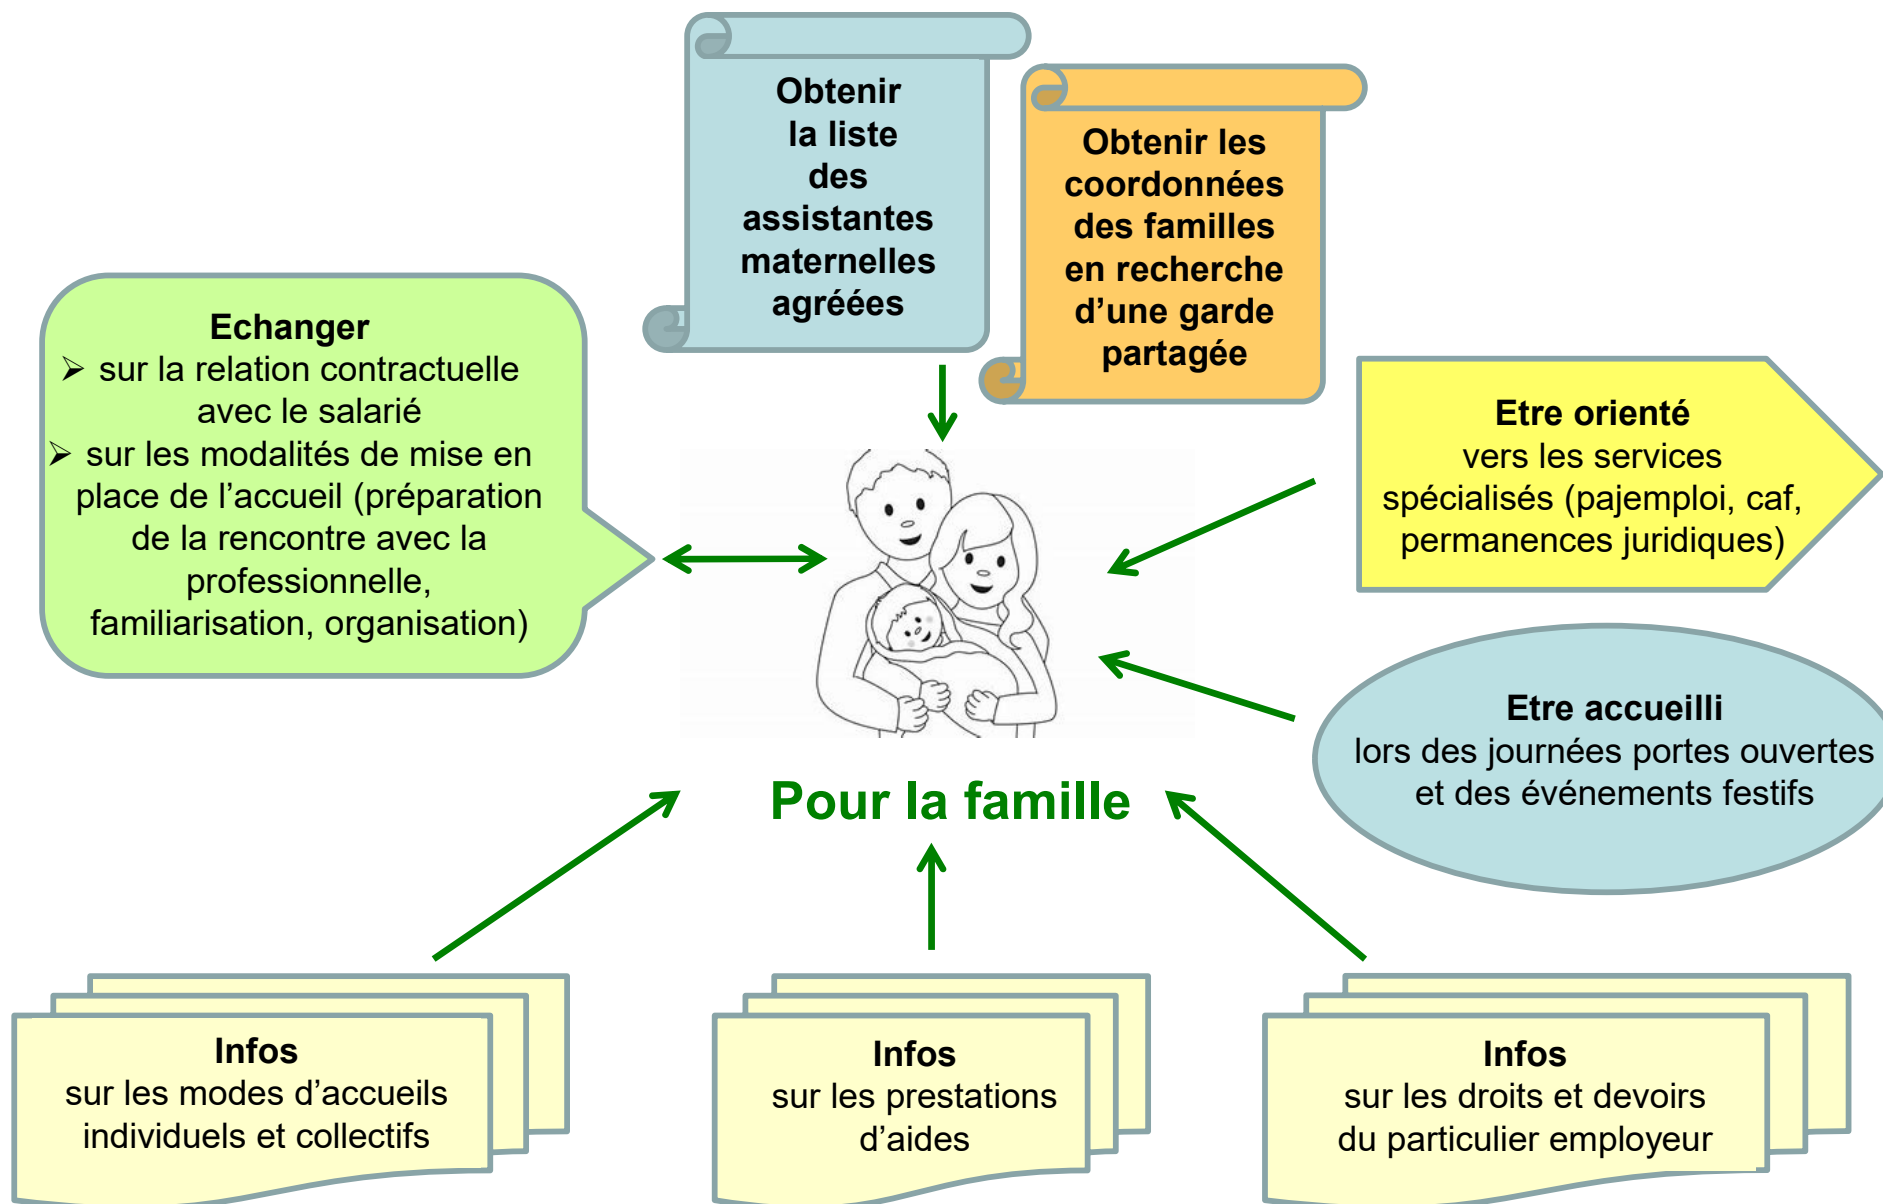 Obtenir
la liste
des
assistantes
maternelles
agréées
Obtenir les
coordonnées
des familles
en recherche
d’une garde
partagée
Echanger
➢ sur la relation contractuelle
avec le salarié
➢ sur les modalités de mise en
place de l’accueil (préparation
de la rencontre avec la
professionnelle,
familiarisation, organisation)
Etre orienté
vers les services
spécialisés (pajemploi, caf,
permanences juridiques)
Etre accueilli
lors des journées portes ouvertes
et des événements festifs
Pour la famille
Infos
sur les modes d’accueils
individuels et collectifs
Infos
sur les prestations
d’aides
Infos
sur les droits et devoirs
du particulier employeur